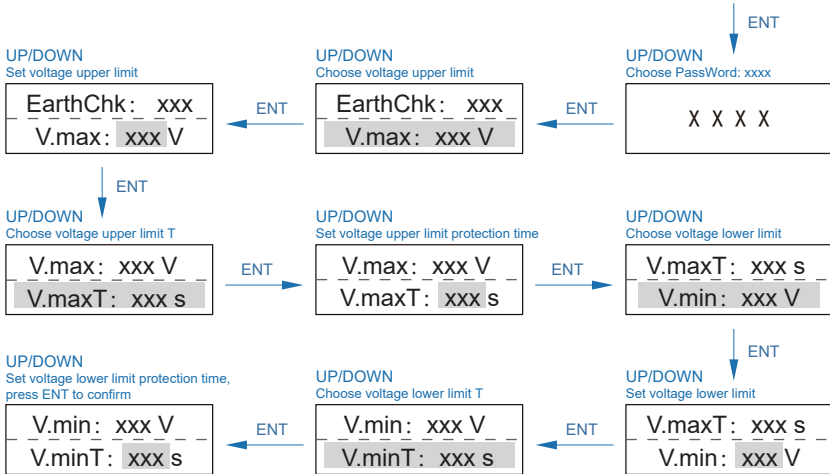 ENT
UP/DOWN
Set voltage upper limit
EarthChk: xxx
V.max: xxx V
ENT
UP/DOWN
Choose voltage upper limit
EarthChk: xxx
V.max: xxx V
ENT
UP/DOWN
Choose PassWord: xxxx
X X X X
ENT
UP/DOWN
Choose voltage upper limit T
V.max: xxx V
V.maxT: xxx s
ENT
UP/DOWN
Set voltage upper limit protection time
V.max: xxx V
V.maxT: xxx s
ENT
UP/DOWN
Choose voltage lower limit
V.maxT: xxx s
V.min: xxx V
ENT
UP/DOWN
Set voltage lower limit protection time,
press ENT to confirm
V.min: xxx V
V.minT: xxx s
ENT
UP/DOWN
Choose voltage lower limit T
V.min: xxx V
V.minT: xxx s
ENT
UP/DOWN
Set voltage lower limit
V.maxT: xxx s
V.min: xxx V